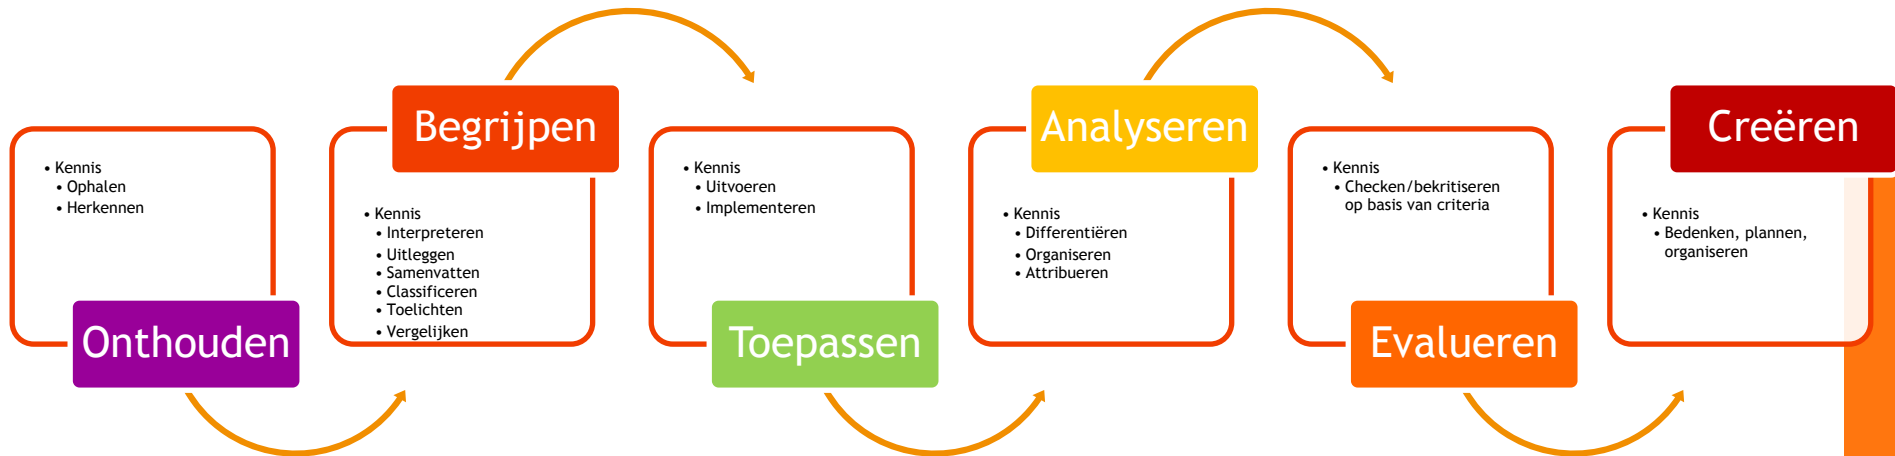 • Kennis
• Ophalen
• Herkennen
Onthouden
Begrijpen
• Kennis
• Interpreteren
• Uitleggen
• Samenvatten
• Classificeren
• Toelichten
• Vergelijken
• Kennis
• Uitvoeren
• Implementeren
Toepassen
Analyseren
• Kennis
• Differentiëren
• Organiseren
• Attribueren
• Kennis
• Checken/bekritiseren
op basis van criteria
Evalueren
Creëren
• Kennis
• Bedenken, plannen,
organiseren